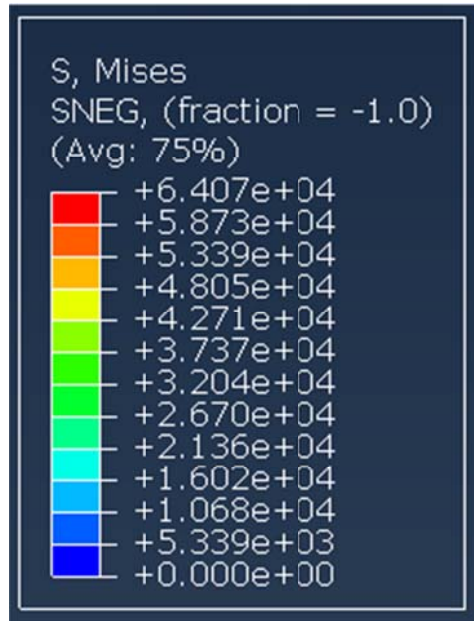 S, Mises
SNEG, (fraction = -1.0)
(Avg: 75%)
+6.407e+04
+5.873e+04
+5.339e+04
+4.805e+04
+4.271e+04
+3.737e+04
+3.204e+04
+2.670e+04
+2.136e+04
+1.602e+04
+1.068e+04
+5.339e+03
+0.000e+00